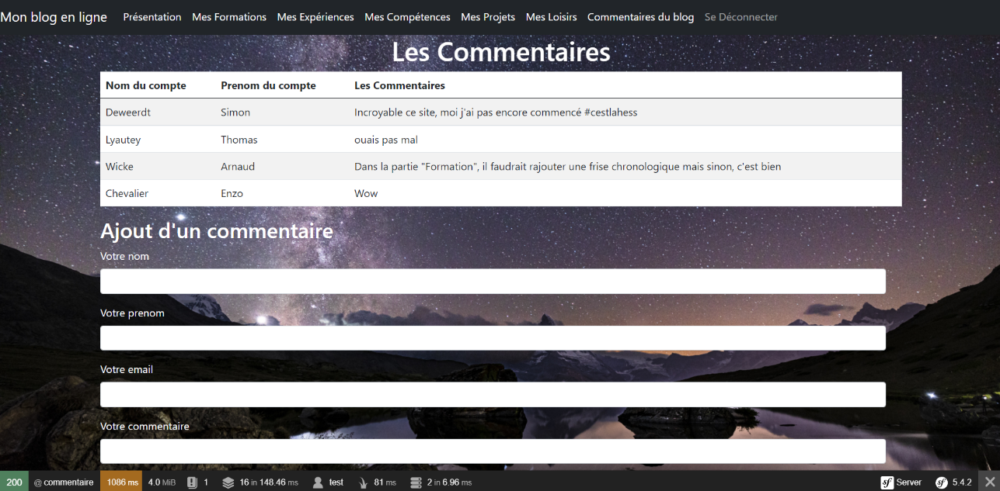 Mon blog en ligne Présentation Mes Formations Mes Expériences Mes Compétences Mes Projets Mes Loisirs Commentaires du blog Se Déconnecter
Les Commentaires
Nom du compte Prenom du compte Les Commentaires
Deweerdt Simon Incroyable ce site, moi j'ai pas encore commencé #cestlahess
Lyautey Thomas ouais pas mal
Wicke Arnaud Dans la partie "Formation", il faudrait rajouter une frise chronologique mais sinon, c'est bien
Chevalier Enzo Wow
Ajout d'un commentaire
Votre nom
Votre prenom
Votre email
Votre commentaire
200 @ commentaire 1086 ms 4.0 MiB 1 16 in 148.46 ms test 81 ms 2 in 6.96 ms sf Server sf 5.4.2